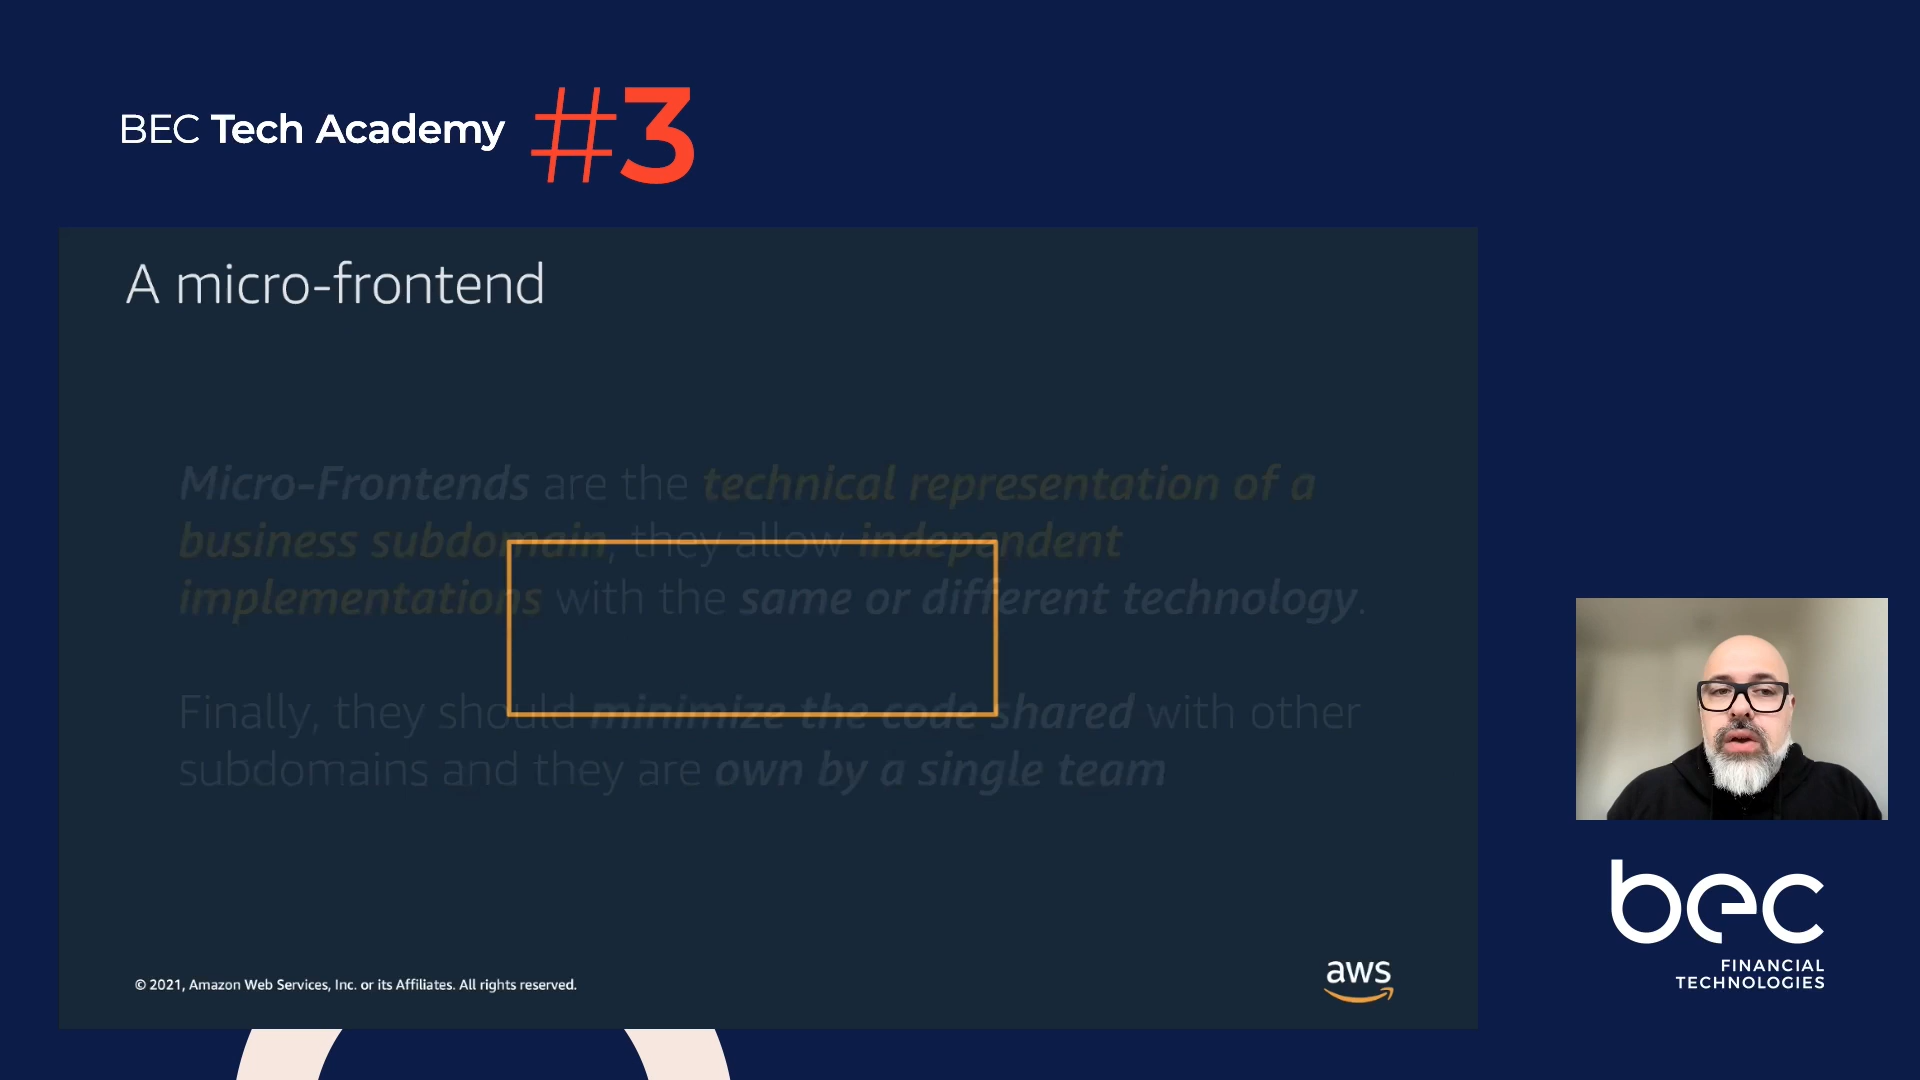 BEC Tech Academy #3
A micro-frontend
Micro-Frontends are the technical representation of a
business subdomain, they allow independent
implementations with the same or different technology.
Finally, they should minimize the code shared with other
subdomains and they are own by a single team
© 2021, Amazon Web Services, Inc. or its Affiliates. All rights reserved.
aws
bec
FINANCIAL
TECHNOLOGIES